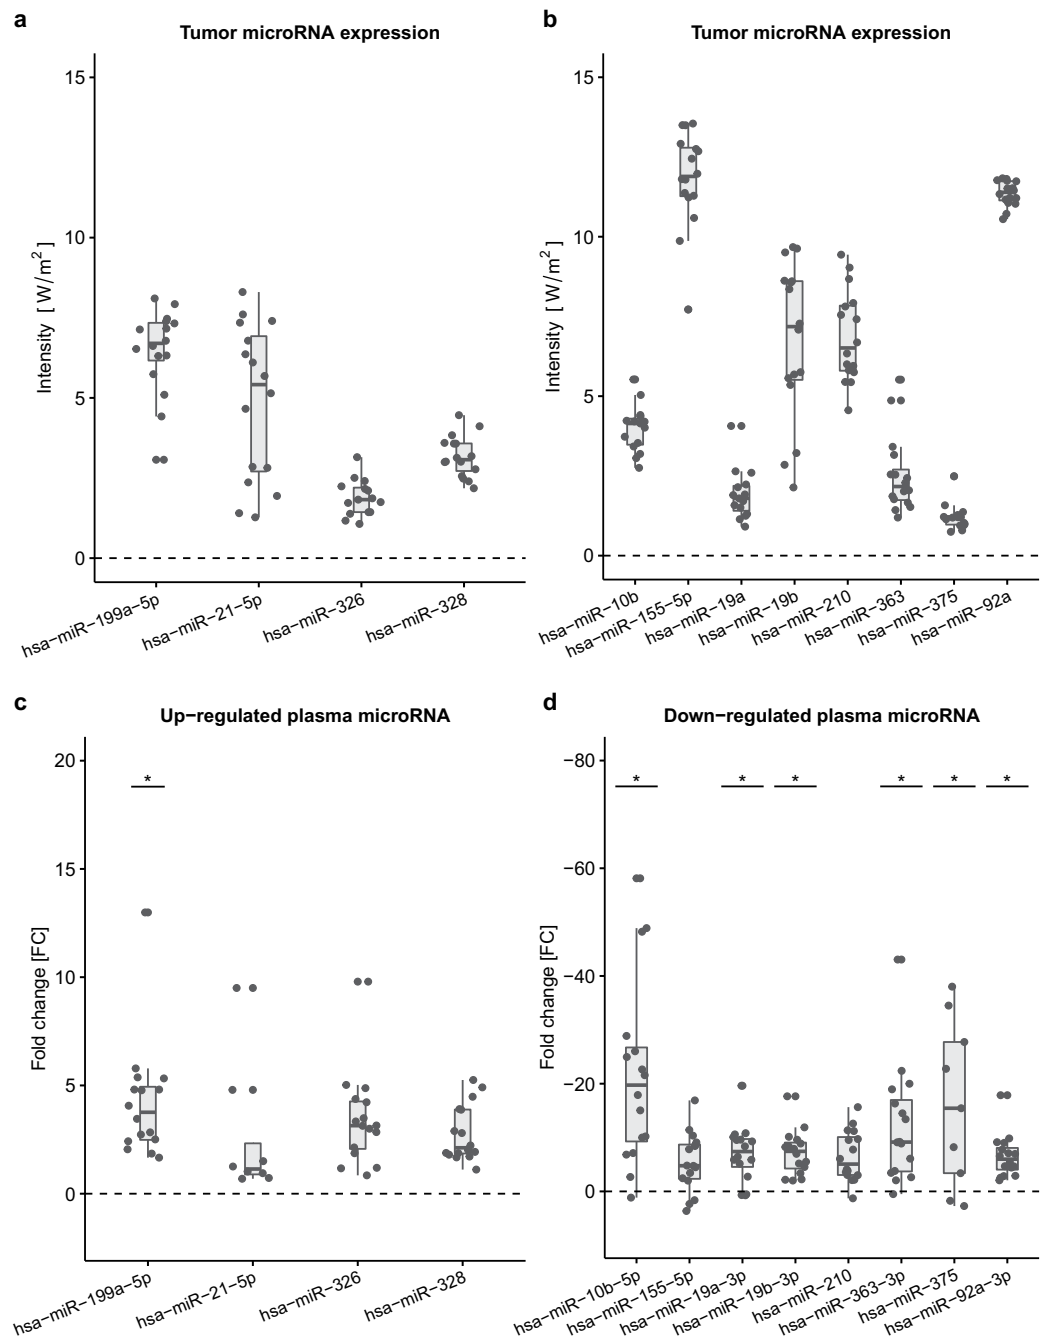 a
Tumor microRNA expression
15
10
5
0
Intensity [ W/m²]
hsa−miR−199a−5p
hsa−miR−21−5p
hsa−miR−326
hsa−miR−328
b
Tumor microRNA expression
15
10
5
0
Intensity [ W/m²]
hsa−miR−10b
hsa−miR−155−5p
hsa−miR−19a
hsa−miR−19b
hsa−miR−210
hsa−miR−363
hsa−miR−375
hsa−miR−92a
c
Up−regulated plasma microRNA
20
15
10
5
0
Fold change [FC]
*
hsa−miR−199a−5p
hsa−miR−21−5p
hsa−miR−326
hsa−miR−328
d
Down−regulated plasma microRNA
−80
−60
−40
−20
0
Fold change [FC]
* * * * * *
hsa−miR−10b−5p
hsa−miR−155−5p
hsa−miR−19a−3p
hsa−miR−19b−3p
hsa−miR−210
hsa−miR−363−3p
hsa−miR−375
hsa−miR−92a−3p